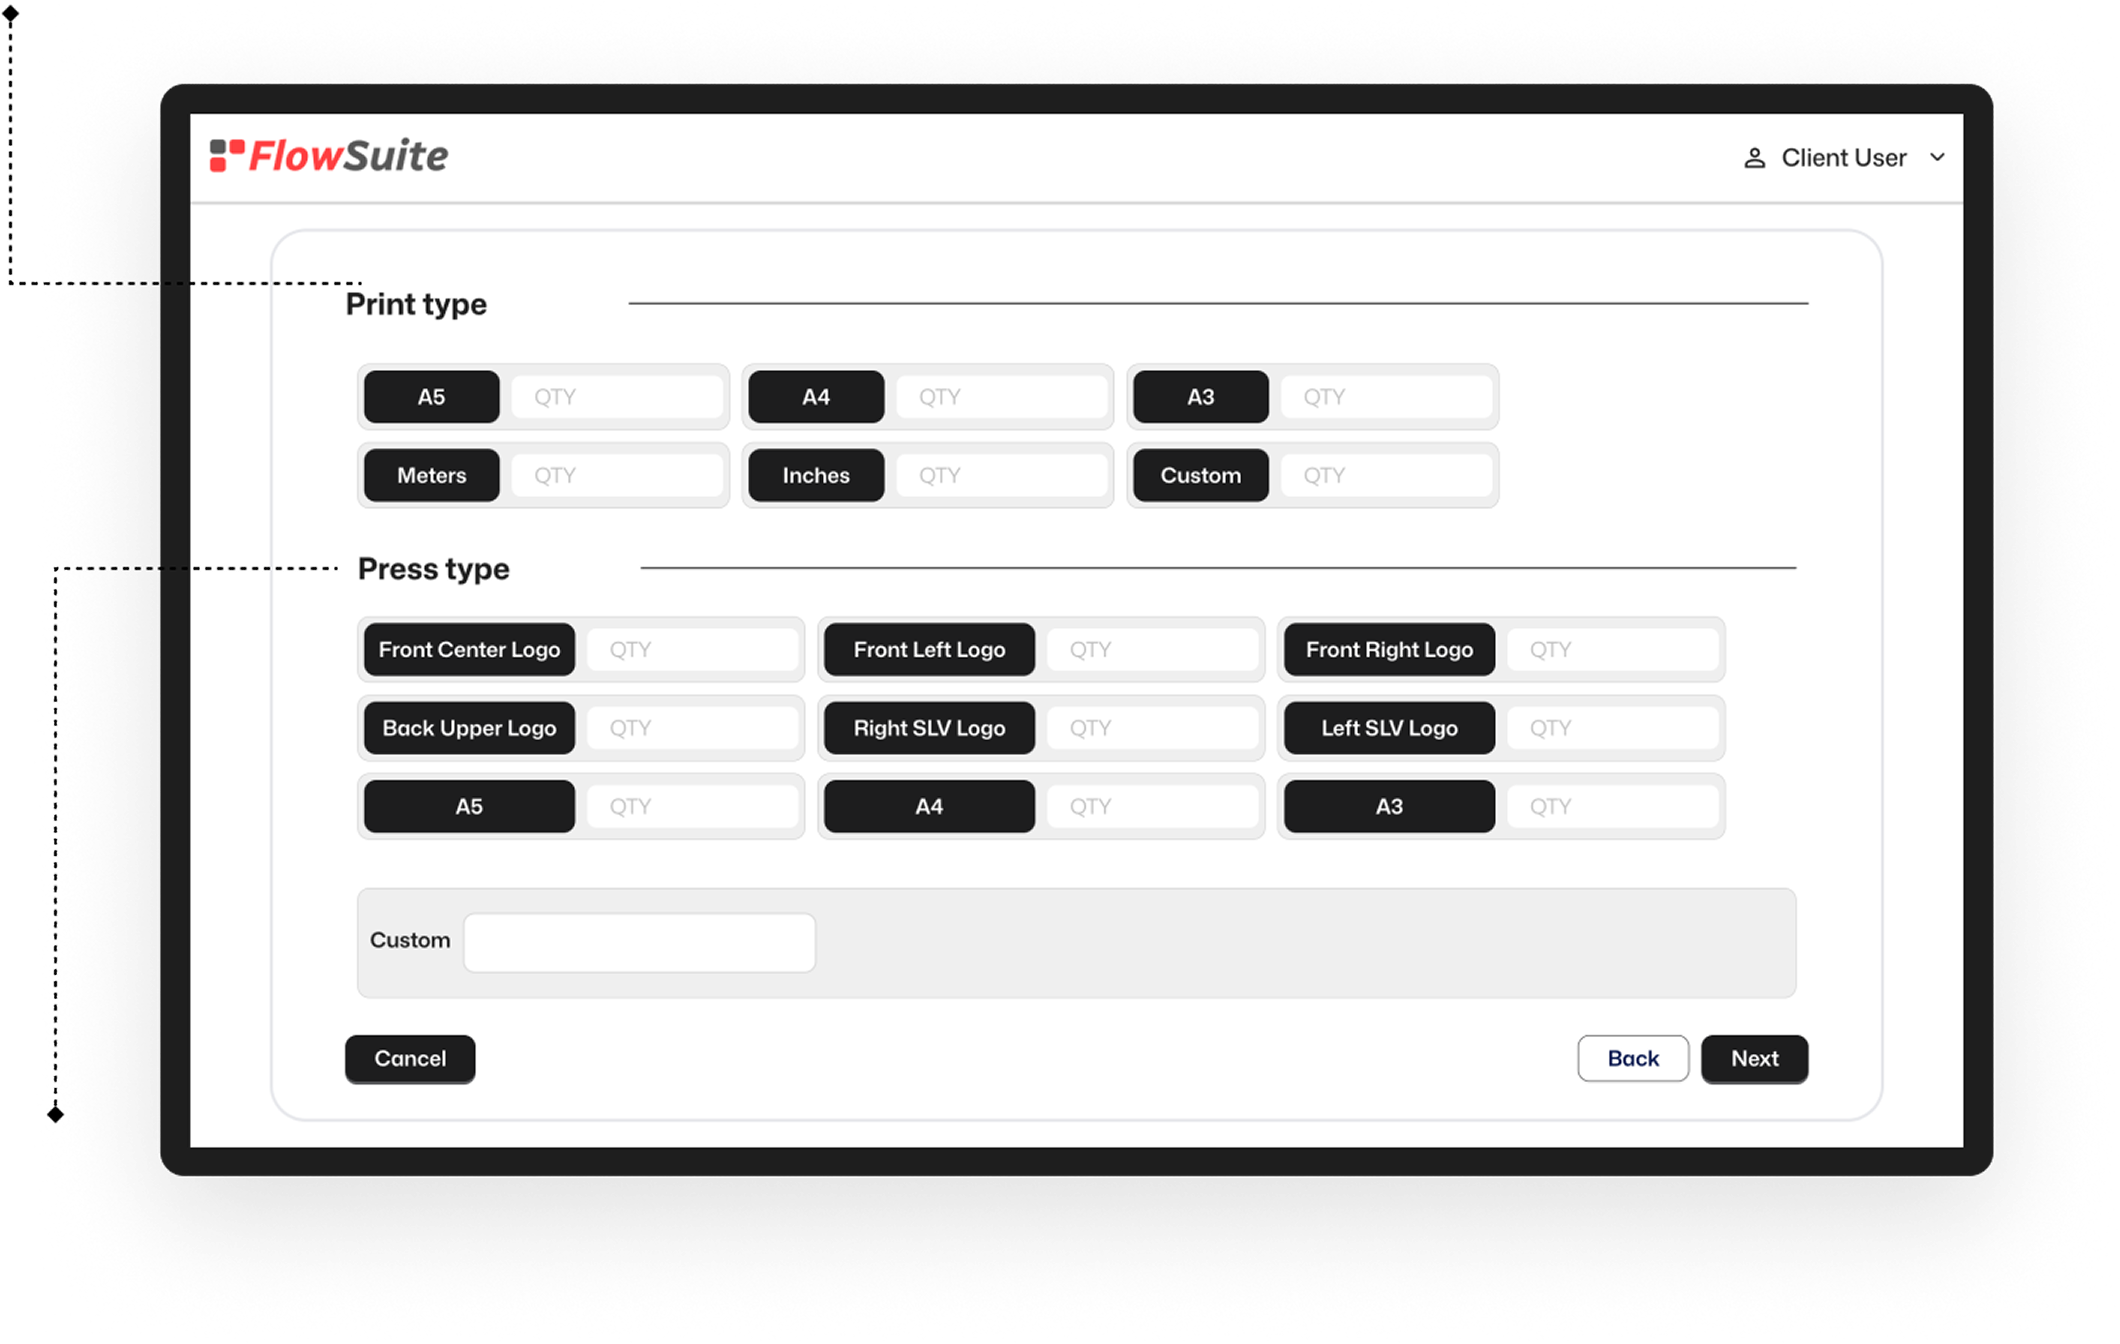 FlowSuite
Client User
Print type
A5 QTY A4 QTY A3 QTY
Meters QTY Inches QTY Custom QTY
Press type
Front Center Logo QTY Front Left Logo QTY Front Right Logo QTY
Back Upper Logo QTY Right SLV Logo QTY Left SLV Logo QTY
A5 QTY A4 QTY A3 QTY
Custom
Cancel Back Next